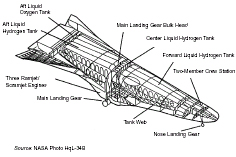 Aft Liquid
Oxygen Tank
Aft Liquid
Hydrogen Tank
Main Landing Gear Bulk Head
Center Liquid Hydrogen Tank
Forward Liquid Hydrogen Tank
Two-Member Crew Station
Three Ramjet/
Scramjet Engines
Main Landing Gear
Tank Web
Nose Landing Gear
Source: NASA Photo HqL-348